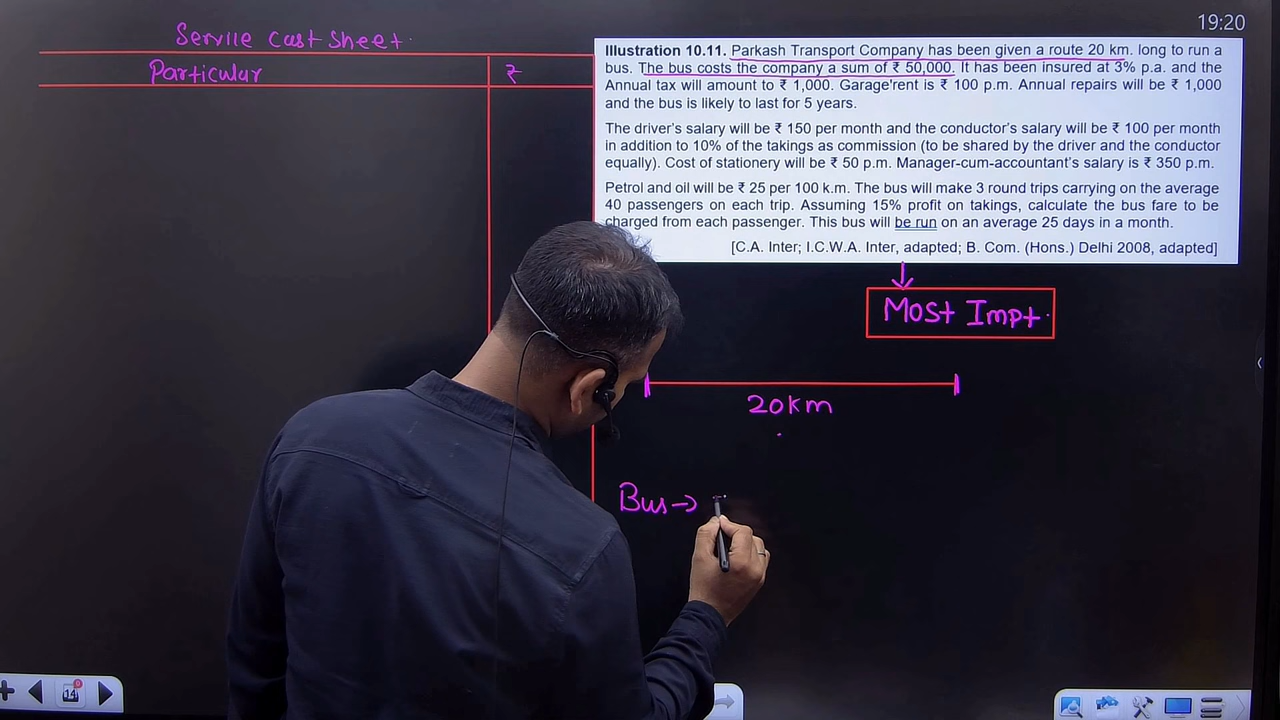 19:20
Service Cost Sheet.
Particular ₹
Illustration 10.11. Parkash Transport Company has been given a route 20 km. long to run a
bus. The bus costs the company a sum of ₹ 50,000. It has been insured at 3% p.a. and the
Annual tax will amount to ₹ 1,000. Garage'rent is ₹ 100 p.m. Annual repairs will be ₹ 1,000
and the bus is likely to last for 5 years.
The driver's salary will be ₹ 150 per month and the conductor's salary will be ₹ 100 per month
in addition to 10% of the takings as commission (to be shared by the driver and the conductor
equally). Cost of stationery will be ₹ 50 p.m. Manager-cum-accountant's salary is ₹ 350 p.m.
Petrol and oil will be ₹ 25 per 100 k.m. The bus will make 3 round trips carrying on the average
40 passengers on each trip. Assuming 15% profit on takings, calculate the bus fare to be
charged from each passenger. This bus will be run on an average 25 days in a month.
[C.A. Inter; I.C.W.A. Inter, adapted; B. Com. (Hons.) Delhi 2008, adapted]
Most Impt.
20km
Bus→
14